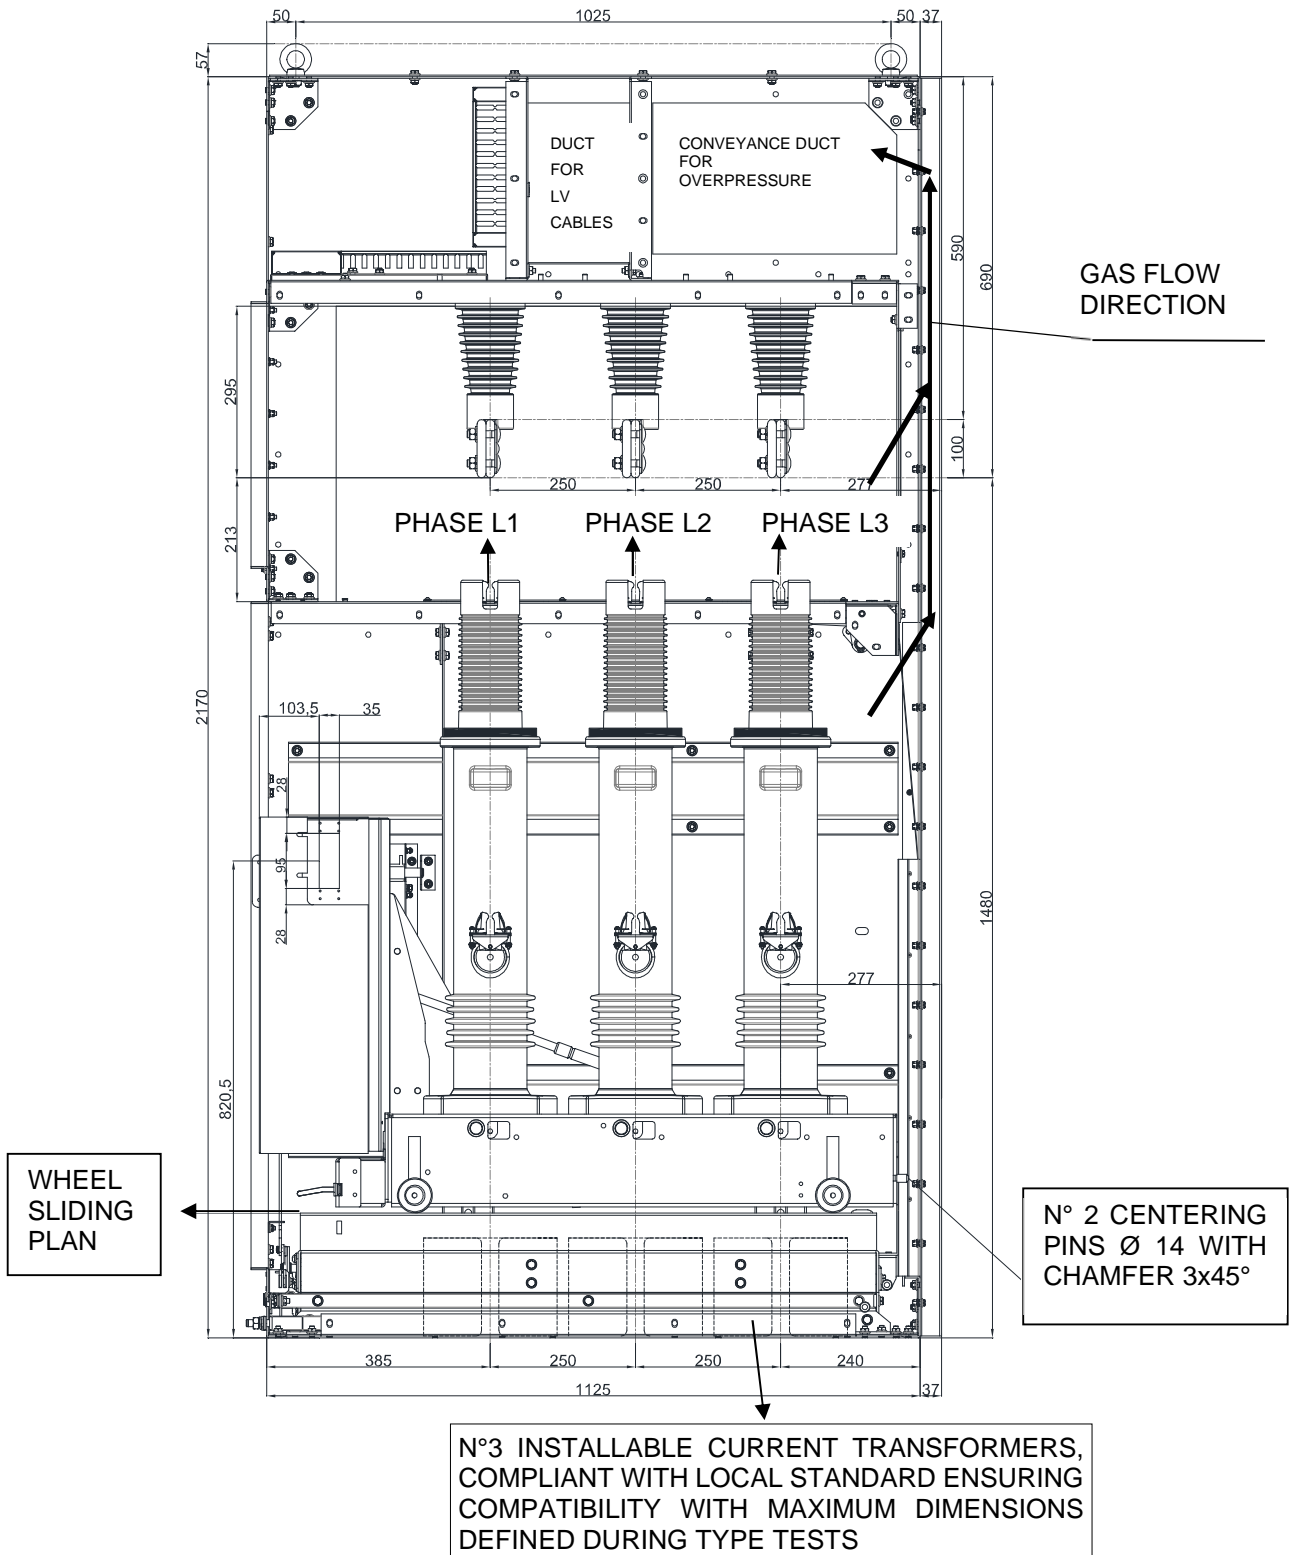 50
1025
50
37
57
DUCT
FOR
LV
CABLES
CONVEYANCE DUCT
FOR
OVERPRESSURE
590
690
GAS FLOW
DIRECTION
295
100
250
250
277
PHASE L1
PHASE L2
PHASE L3
213
2170
103,5
35
28
95
28
1480
277
820,5
WHEEL
SLIDING
PLAN
N° 2 CENTERING
PINS Ø 14 WITH
CHAMFER 3x45°
385
250
250
240
1125
37
N°3 INSTALLABLE CURRENT TRANSFORMERS,
COMPLIANT WITH LOCAL STANDARD ENSURING
COMPATIBILITY WITH MAXIMUM DIMENSIONS
DEFINED DURING TYPE TESTS